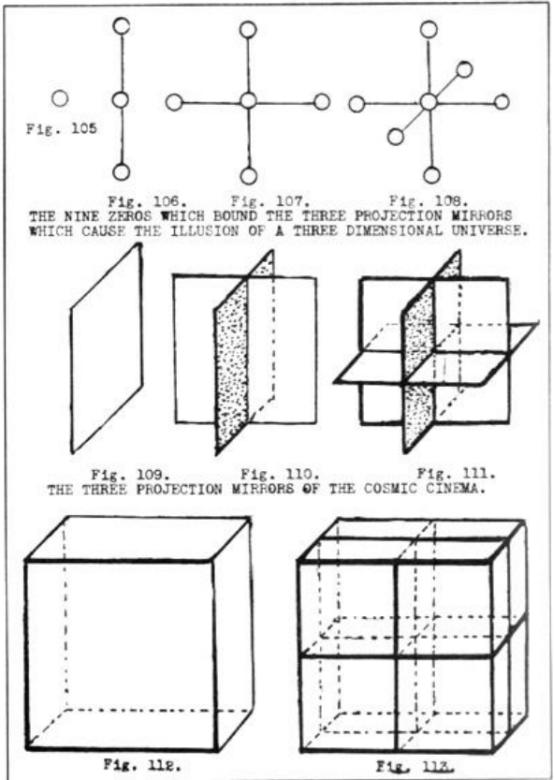 Fig. 105
Fig. 106. Fig. 107. Fig. 108.
THE NINE ZEROS WHICH BOUND THE THREE PROJECTION MIRRORS
WHICH CAUSE THE ILLUSION OF A THREE DIMENSIONAL UNIVERSE.
Fig. 109. Fig. 110. Fig. 111.
THE THREE PROJECTION MIRRORS OF THE COSMIC CINEMA.
Fig. 112. Fig. 113.